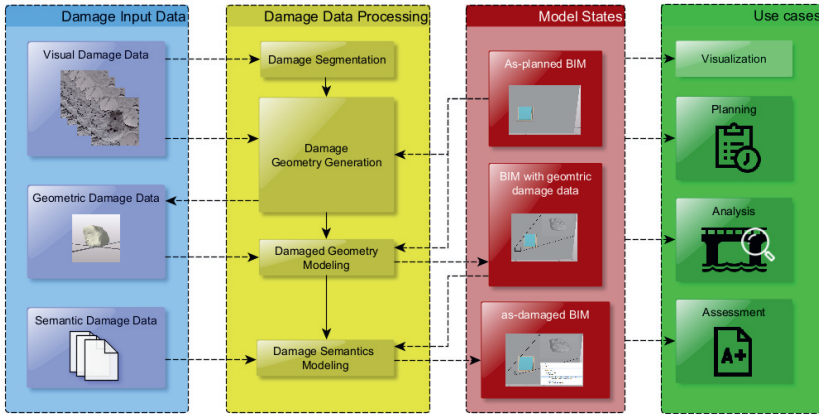 Damage Input Data
Visual Damage Data
Geometric Damage Data
Semantic Damage Data
Damage Data Processing
Damage Segmentation
Damage
Geometry Generation
Damaged Geometry
Modeling
Damage Semantics
Modeling
Model States
As-planned BIM
BIM with geomtric
damage data
as-damaged BIM
Use cases
Visualization
Planning
Analysis
Assessment
A+